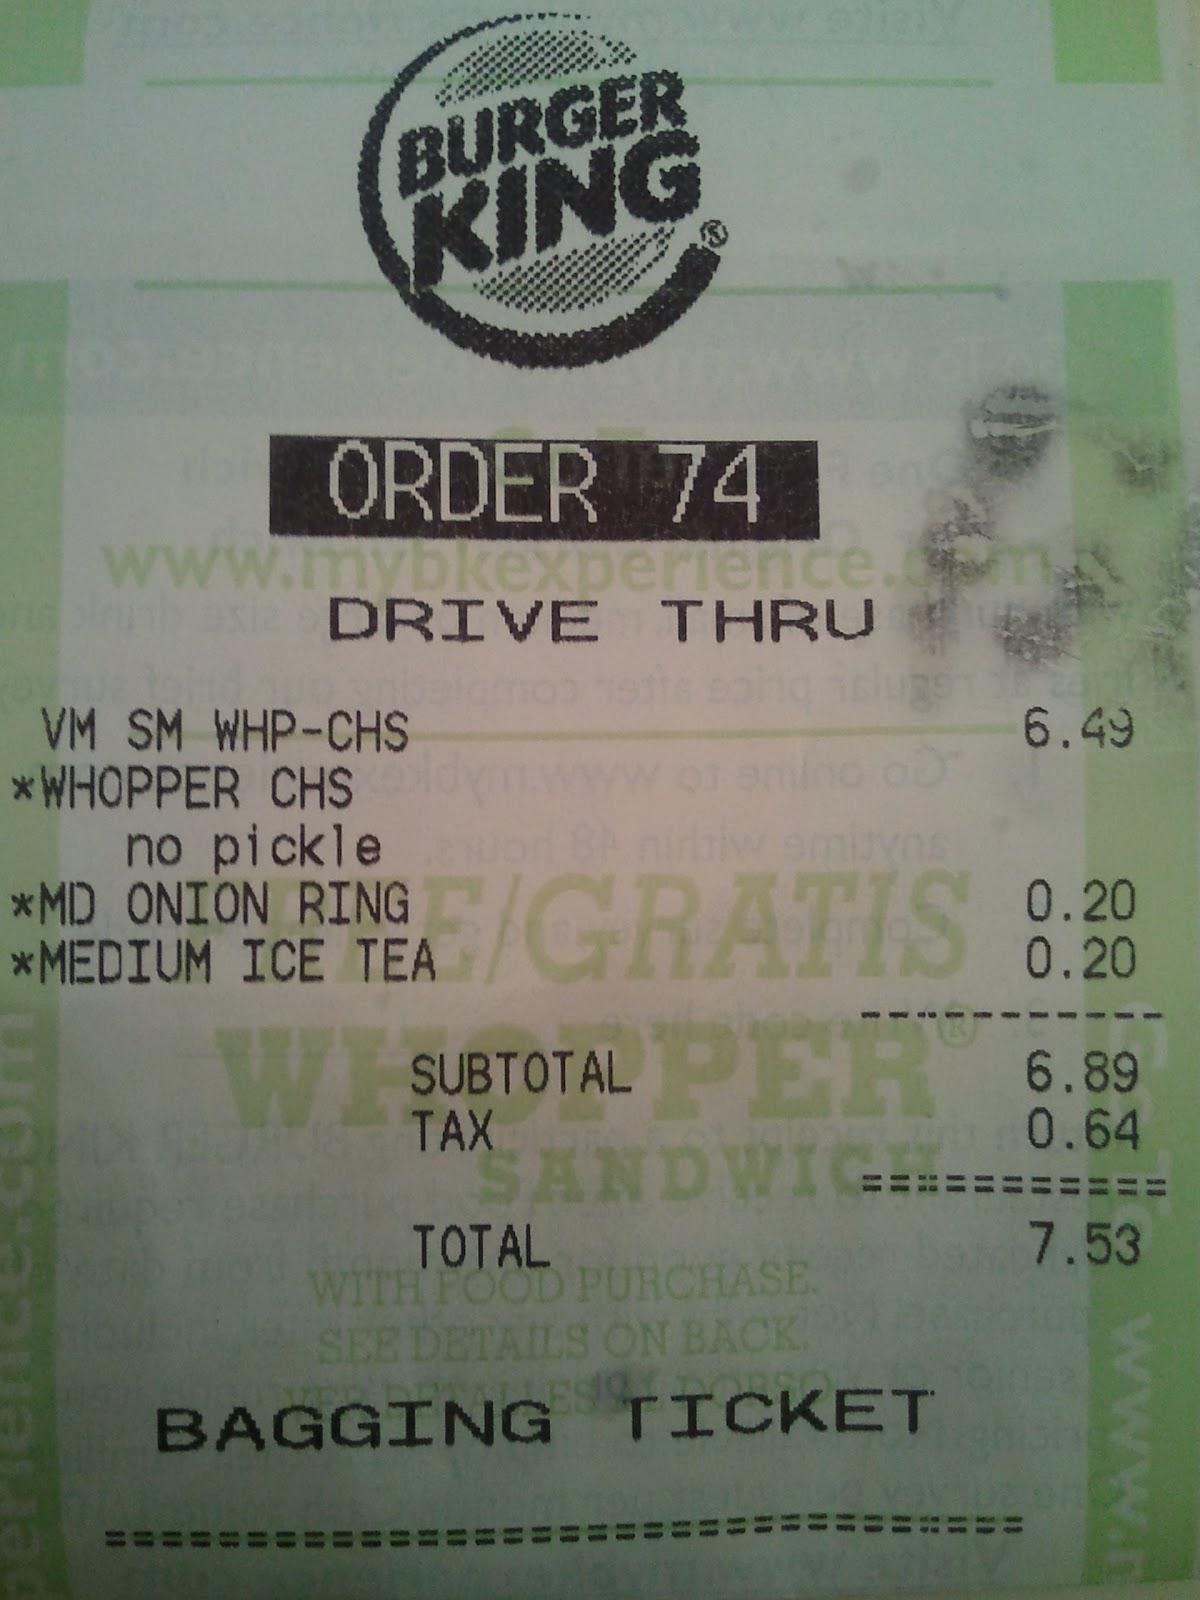 BURGER
KING®
ORDER 74
www.mybkexperience.com
DRIVE THRU
VM SM WHP-CHS 6.49
*WHOPPER CHS
no pickle
*MD ONION RING 0.20
*MEDIUM ICE TEA 0.20
FREE/GRATIS
----------
WHOPPER®
SUBTOTAL 6.89
TAX 0.64
SANDWICH
==========
TOTAL 7.53
WITH FOOD PURCHASE.
SEE DETAILS ON BACK.
VER DETALLES AL DORSO
BAGGING TICKET
==============================